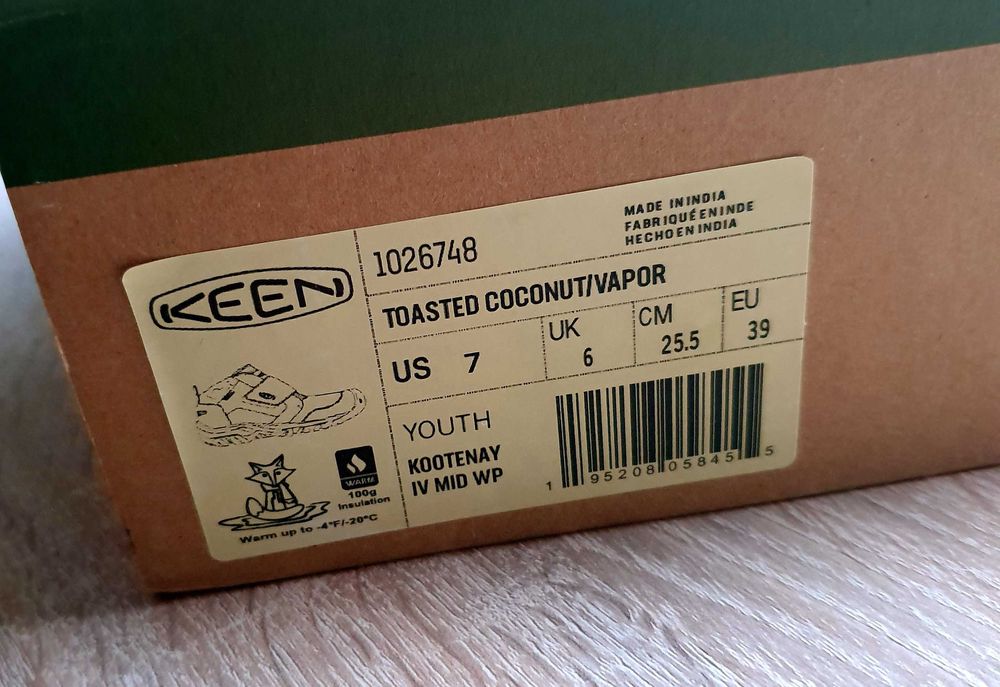 KEEN
1026748
MADE IN INDIA
FABRIQUÉ EN INDE
HECHO EN INDIA
TOASTED COCONUT/VAPOR
US 7
UK 6
CM 25.5
EU 39
YOUTH
KOOTENAY
IV MID WP
1 95208 05845 5
WARM
100g
Insulation
Warm up to -4°F/-20°C